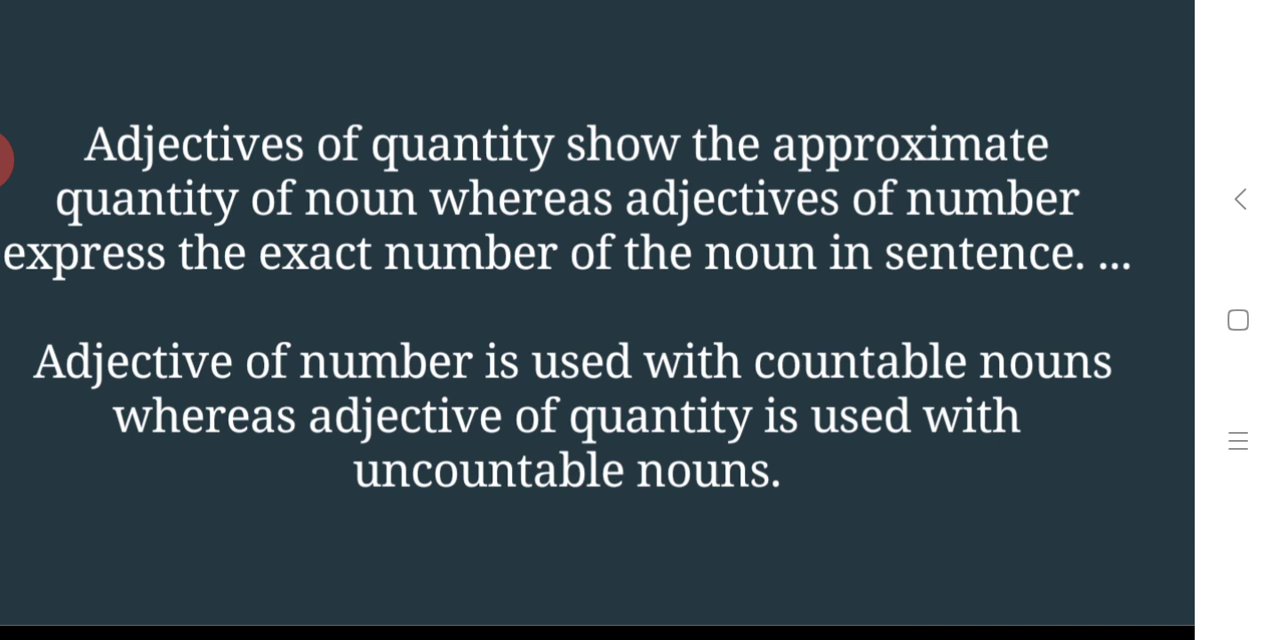 Adjectives of quantity show the approximate
quantity of noun whereas adjectives of number
express the exact number of the noun in sentence. ...
Adjective of number is used with countable nouns
whereas adjective of quantity is used with
uncountable nouns.